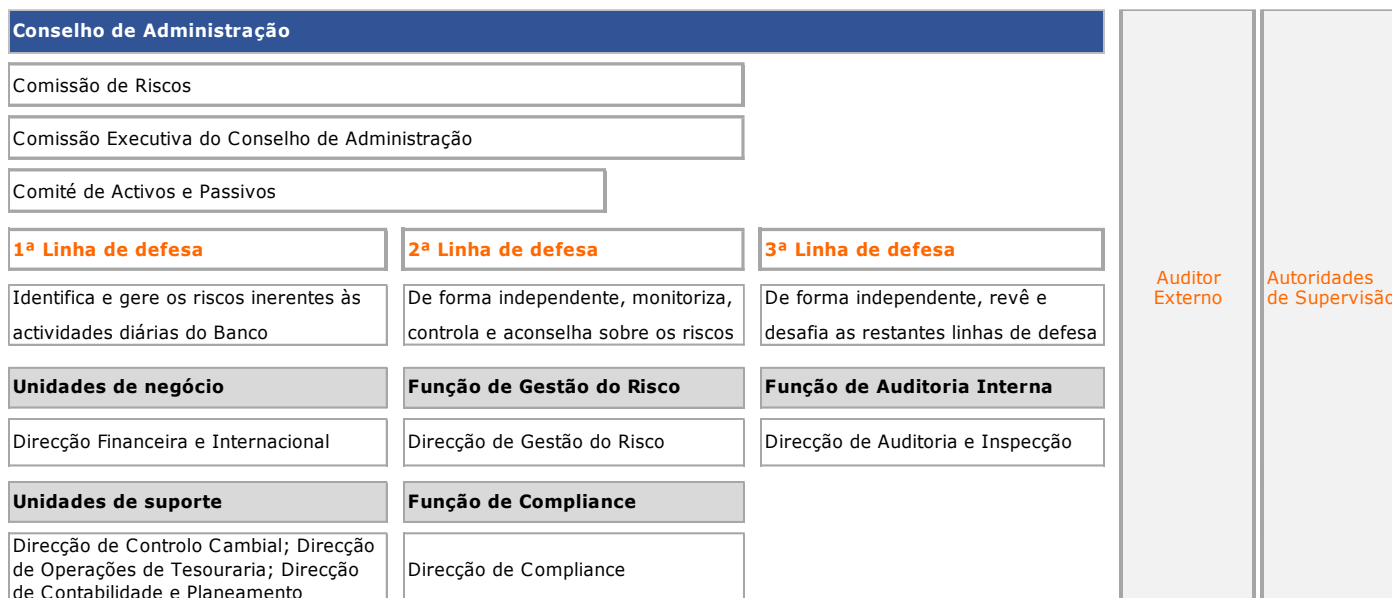 Conselho de Administração
Comissão de Riscos
Comissão Executiva do Conselho de Administração
Comité de Activos e Passivos
1ª Linha de defesa
2ª Linha de defesa
3ª Linha de defesa
Identifica e gere os riscos inerentes às
actividades diárias do Banco
De forma independente, monitoriza,
controla e aconselha sobre os riscos
De forma independente, revê e
desafia as restantes linhas de defesa
Unidades de negócio
Função de Gestão do Risco
Função de Auditoria Interna
Direcção Financeira e Internacional
Direcção de Gestão do Risco
Direcção de Auditoria e Inspecção
Unidades de suporte
Função de Compliance
Direcção de Controlo Cambial; Direcção
de Operações de Tesouraria; Direcção
de Contabilidade e Planeamento
Direcção de Compliance
Auditor
Externo
Autoridades
de Supervisão